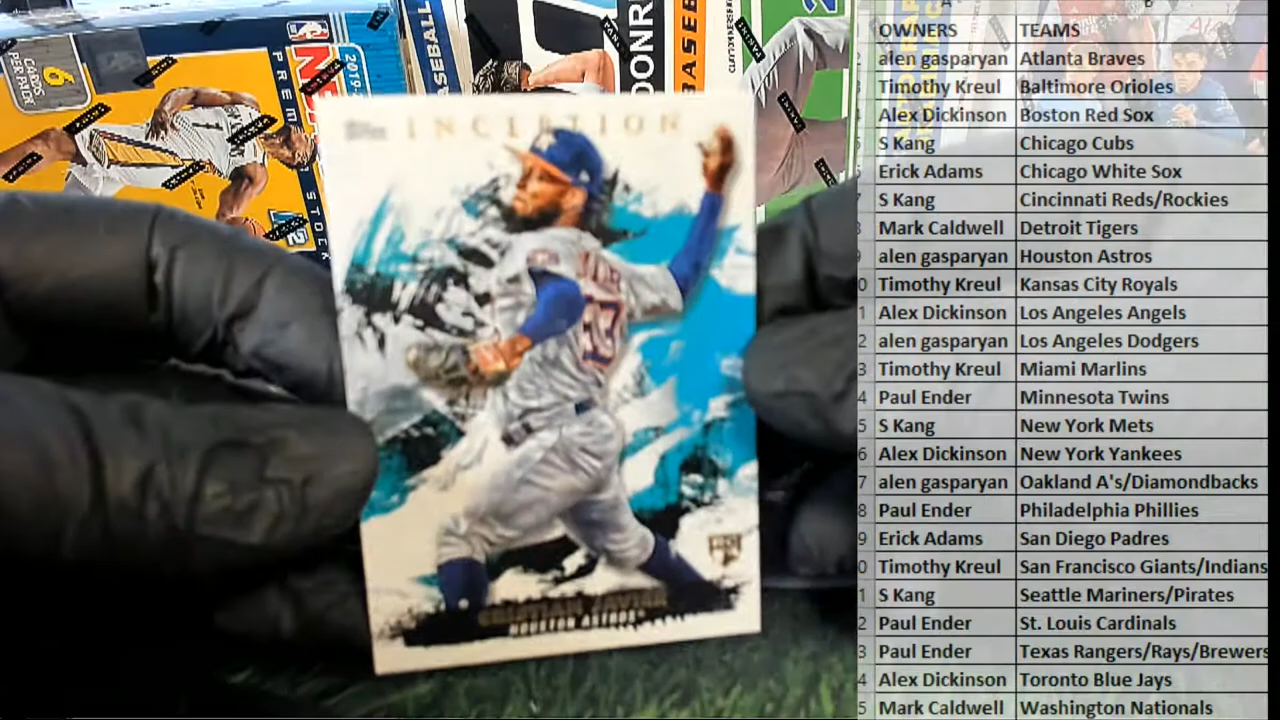 6
CARDS
PER PACK
NBA
2019-
PREM
STOCK
BASEBALL
DONR
BASEB
INCEPTION
HOUSTON ASTROS
A B
OWNERS TEAMS
alen gasparyan Atlanta Braves
Timothy Kreul Baltimore Orioles
Alex Dickinson Boston Red Sox
S Kang Chicago Cubs
Erick Adams Chicago White Sox
S Kang Cincinnati Reds/Rockies
Mark Caldwell Detroit Tigers
alen gasparyan Houston Astros
Timothy Kreul Kansas City Royals
Alex Dickinson Los Angeles Angels
alen gasparyan Los Angeles Dodgers
Timothy Kreul Miami Marlins
Paul Ender Minnesota Twins
S Kang New York Mets
Alex Dickinson New York Yankees
alen gasparyan Oakland A's/Diamondbacks
Paul Ender Philadelphia Phillies
Erick Adams San Diego Padres
Timothy Kreul San Francisco Giants/Indians
S Kang Seattle Mariners/Pirates
Paul Ender St. Louis Cardinals
Paul Ender Texas Rangers/Rays/Brewers
Alex Dickinson Toronto Blue Jays
Mark Caldwell Washington Nationals